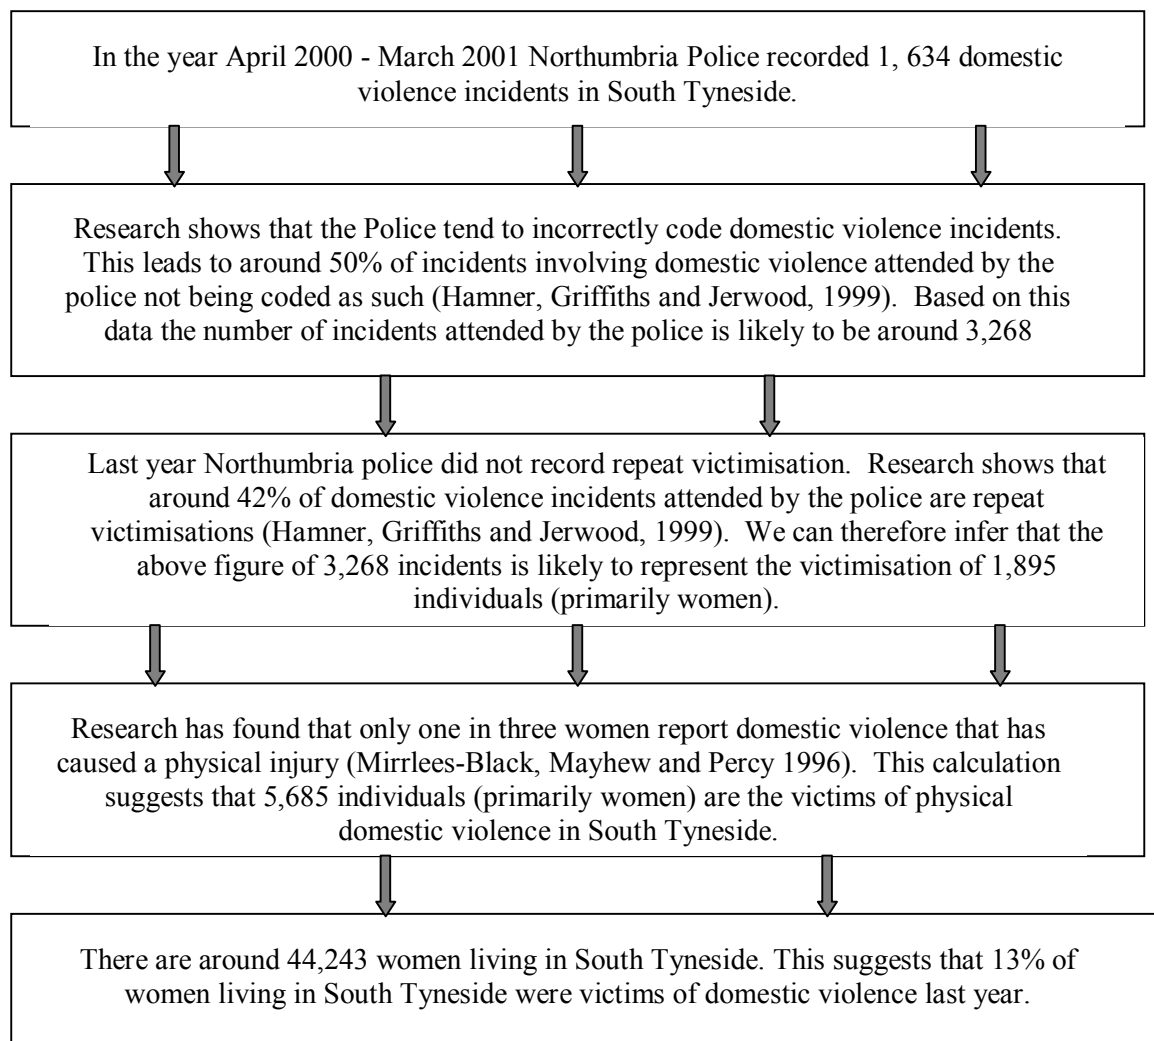 In the year April 2000 - March 2001 Northumbria Police recorded 1, 634 domestic
violence incidents in South Tyneside.
Research shows that the Police tend to incorrectly code domestic violence incidents.
This leads to around 50% of incidents involving domestic violence attended by the
police not being coded as such (Hamner, Griffiths and Jerwood, 1999).  Based on this
data the number of incidents attended by the police is likely to be around 3,268
Last year Northumbria police did not record repeat victimisation.  Research shows that
around 42% of domestic violence incidents attended by the police are repeat
victimisations (Hamner, Griffiths and Jerwood, 1999).  We can therefore infer that the
above figure of 3,268 incidents is likely to represent the victimisation of 1,895
individuals (primarily women).
Research has found that only one in three women report domestic violence that has
caused a physical injury (Mirrlees-Black, Mayhew and Percy 1996).  This calculation
suggests that 5,685 individuals (primarily women) are the victims of physical
domestic violence in South Tyneside.
There are around 44,243 women living in South Tyneside. This suggests that 13% of
women living in South Tyneside were victims of domestic violence last year.